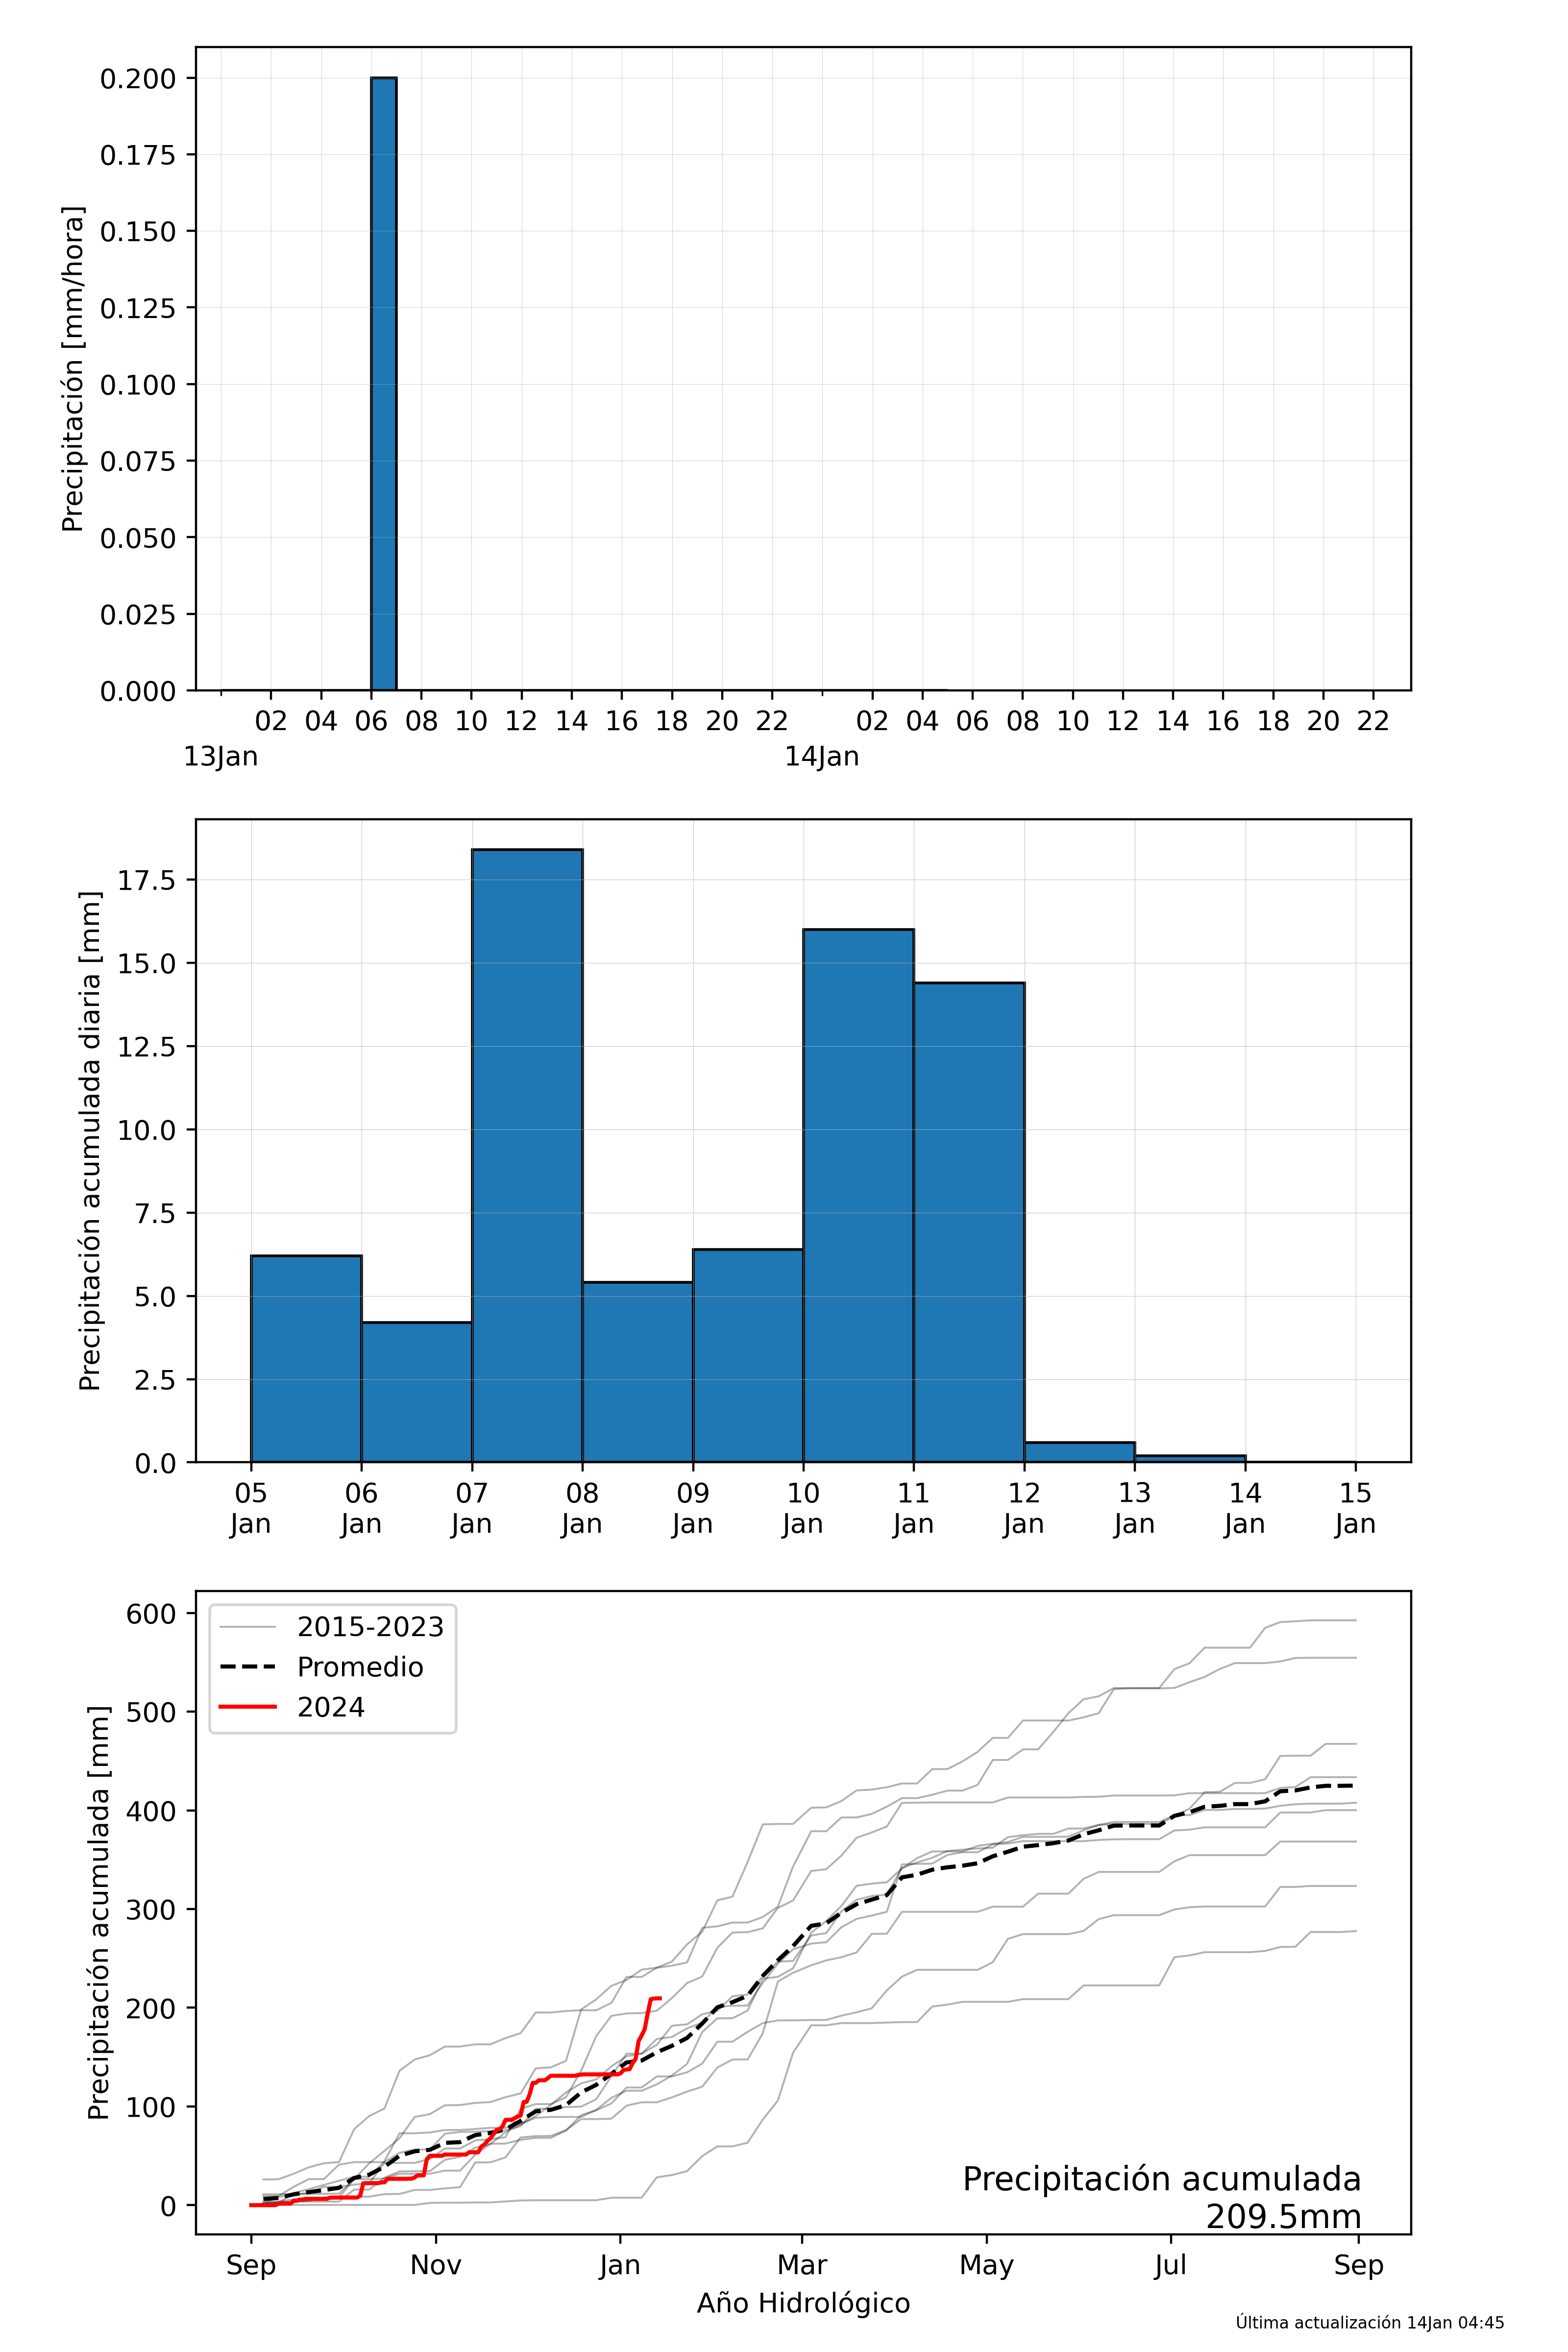 Precipitación [mm/hora]
0.200
0.175
0.150
0.125
0.100
0.075
0.050
0.025
0.000
02 04 06 08 10 12 14 16 18 20 22 02 04 06 08 10 12 14 16 18 20 22
13Jan 14Jan
Precipitación acumulada diaria [mm]
17.5
15.0
12.5
10.0
7.5
5.0
2.5
0.0
05 06 07 08 09 10 11 12 13 14 15
Jan Jan Jan Jan Jan Jan Jan Jan Jan Jan Jan
Precipitación acumulada [mm]
600
500
400
300
200
100
0
2015-2023
Promedio
2024
Precipitación acumulada
209.5mm
Sep Nov Jan Mar May Jul Sep
Año Hidrológico
Última actualización 14Jan 04:45